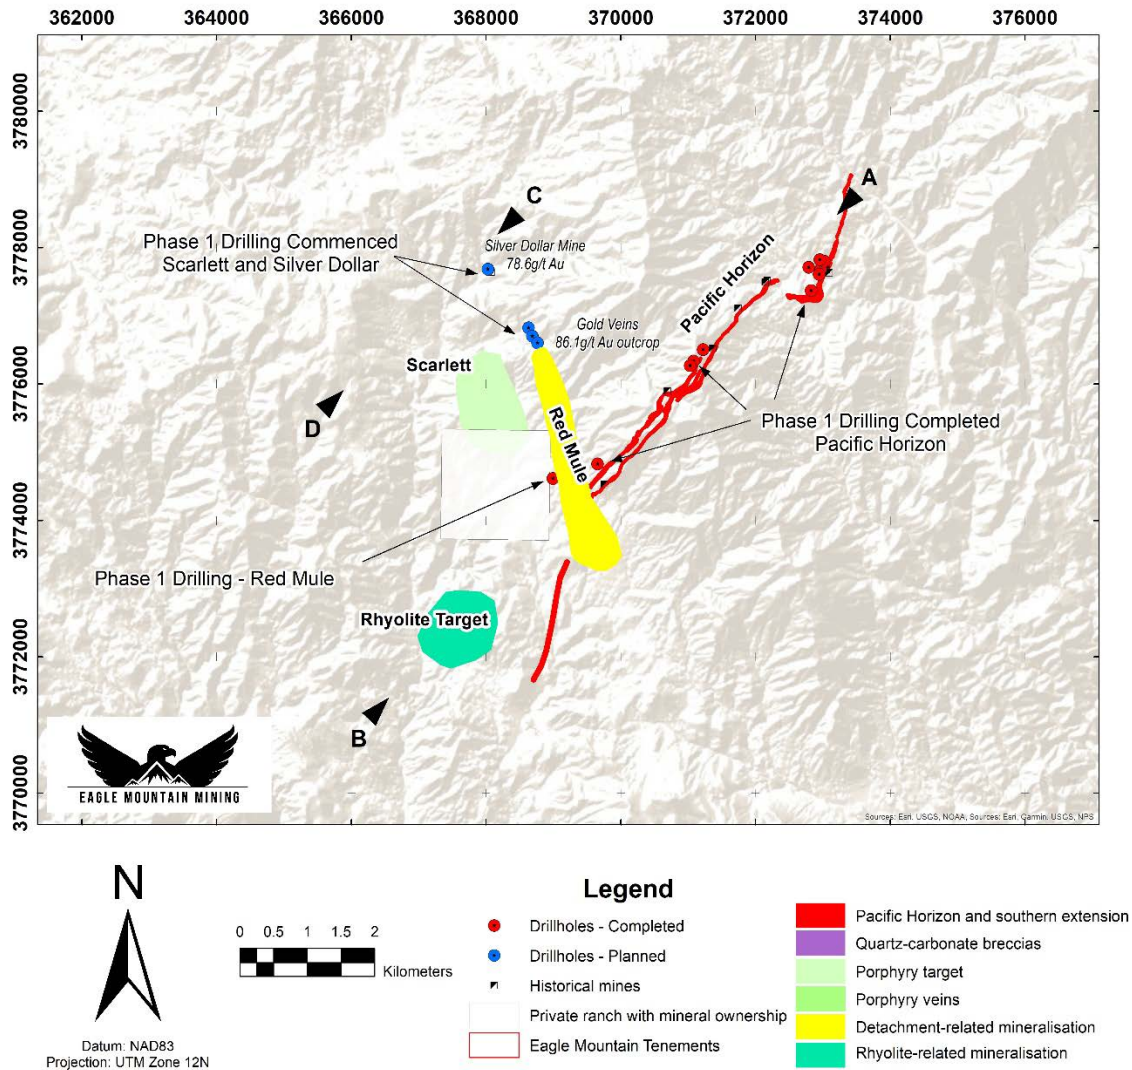 362000 364000 366000 368000 370000 372000 374000 376000
3780000
3778000
3776000
3774000
3772000
3770000
A
C
Phase 1 Drilling Commenced
Scarlett and Silver Dollar
Silver Dollar Mine
78.6g/t Au
Pacific Horizon
Gold Veins
86.1g/t Au outcrop
Scarlett
D
Red Mule
Phase 1 Drilling Completed
Pacific Horizon
Phase 1 Drilling - Red Mule
Rhyolite Target
B
EAGLE MOUNTAIN MINING
Sources: Esri, USGS, NOAA, Sources: Esri, Garmin, USGS, NPS
N
Datum: NAD83
Projection: UTM Zone 12N
0 0.5 1 1.5 2
Kilometers
Legend
Drillholes - Completed
Drillholes - Planned
Historical mines
Private ranch with mineral ownership
Eagle Mountain Tenements
Pacific Horizon and southern extension
Quartz-carbonate breccias
Porphyry target
Porphyry veins
Detachment-related mineralisation
Rhyolite-related mineralisation